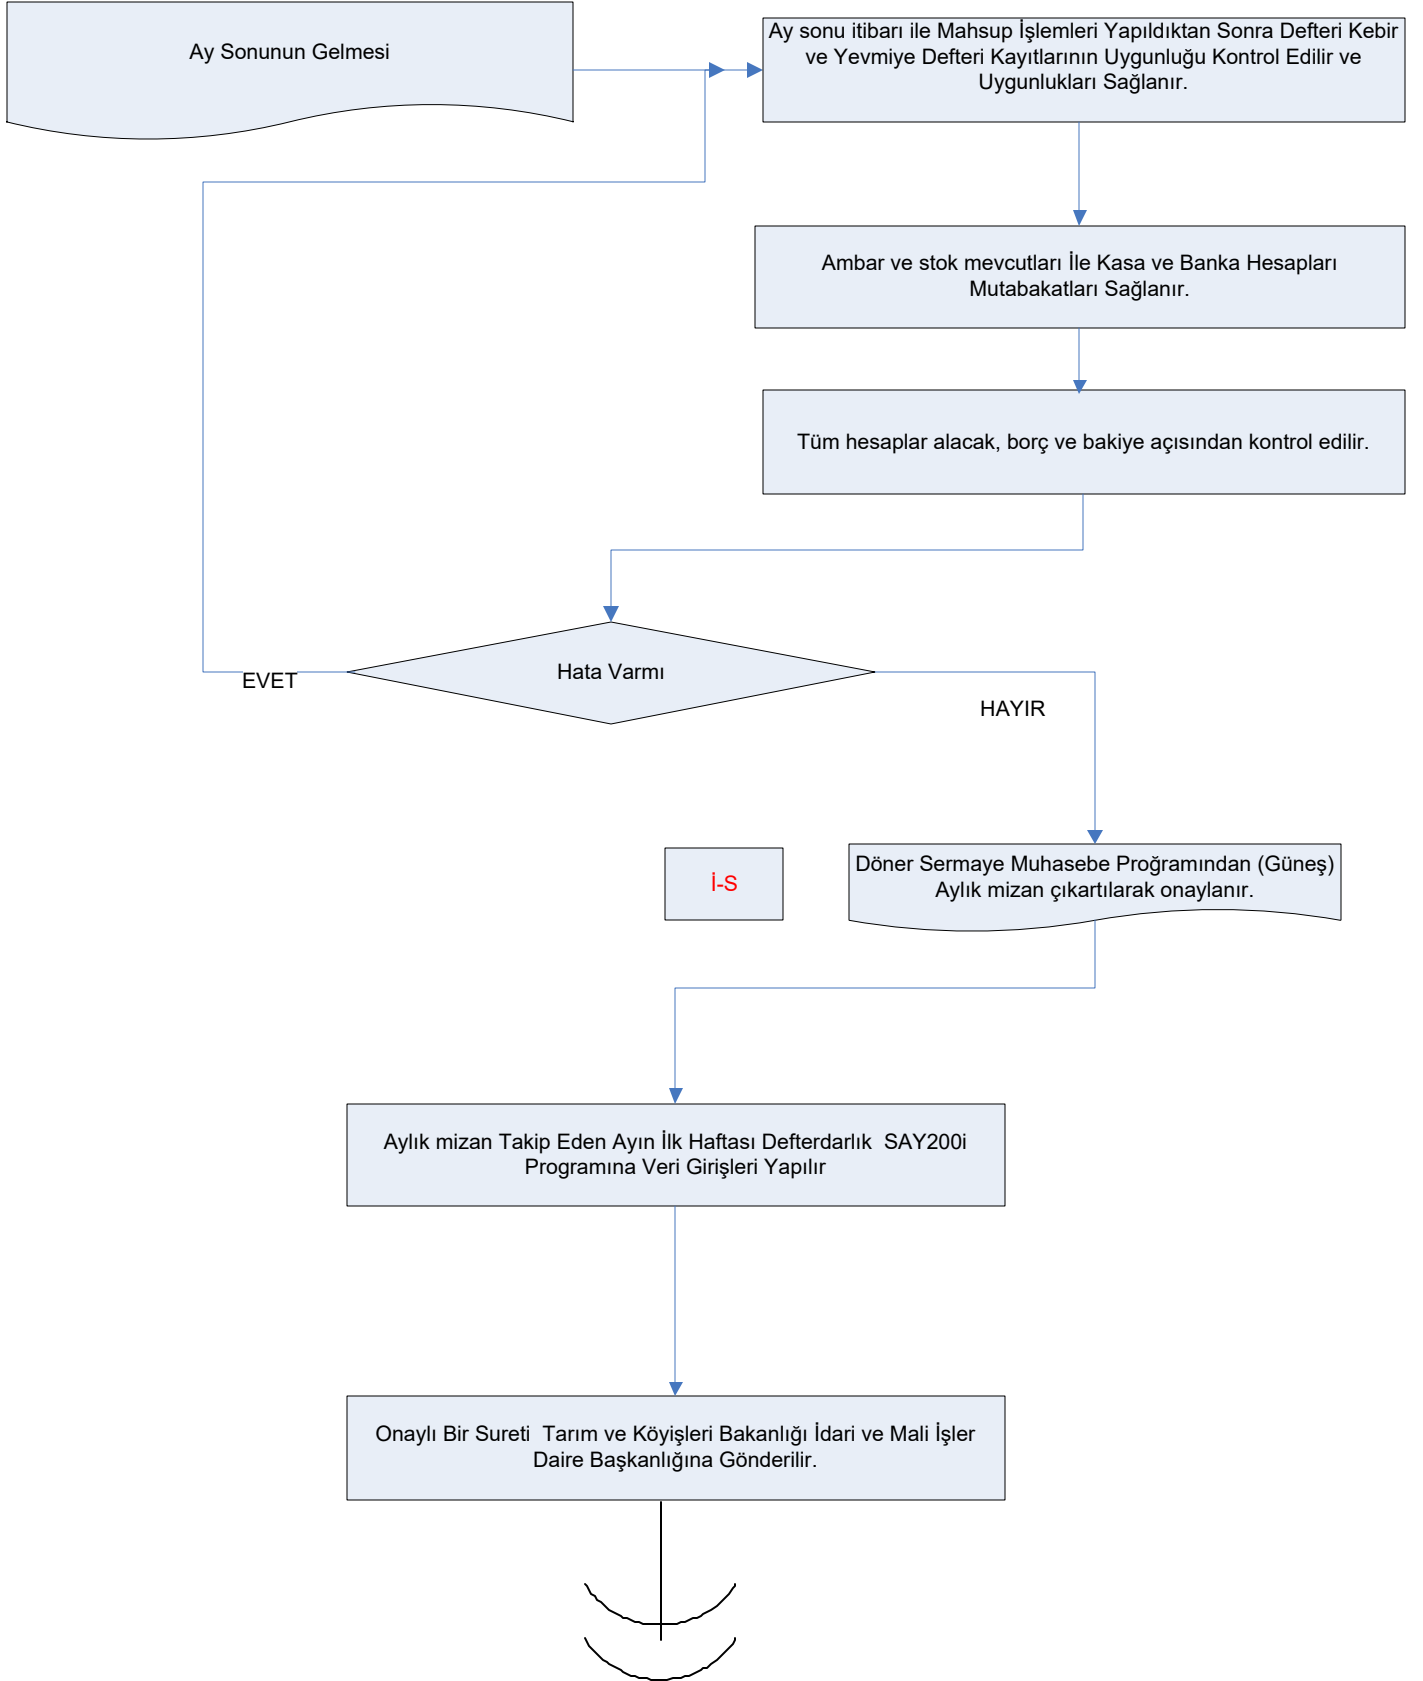 Ay Sonunun Gelmesi
Ay sonu itibarı ile Mahsup İşlemleri Yapıldıktan Sonra Defteri Kebir
ve Yevmiye Defteri Kayıtlarının Uygunluğu Kontrol Edilir ve
Uygunlukları Sağlanır.
Ambar ve stok mevcutları İle Kasa ve Banka Hesapları
Mutabakatları Sağlanır.
Tüm hesaplar alacak, borç ve bakiye açısından kontrol edilir.
Hata Varmı
EVET
HAYIR
İ-S
Döner Sermaye Muhasebe Proğramından (Güneş)
Aylık mizan çıkartılarak onaylanır.
Aylık mizan Takip Eden Ayın İlk Haftası Defterdarlık  SAY200i
Programına Veri Girişleri Yapılır
Onaylı Bir Sureti  Tarım ve Köyişleri Bakanlığı İdari ve Mali İşler
Daire Başkanlığına Gönderilir.